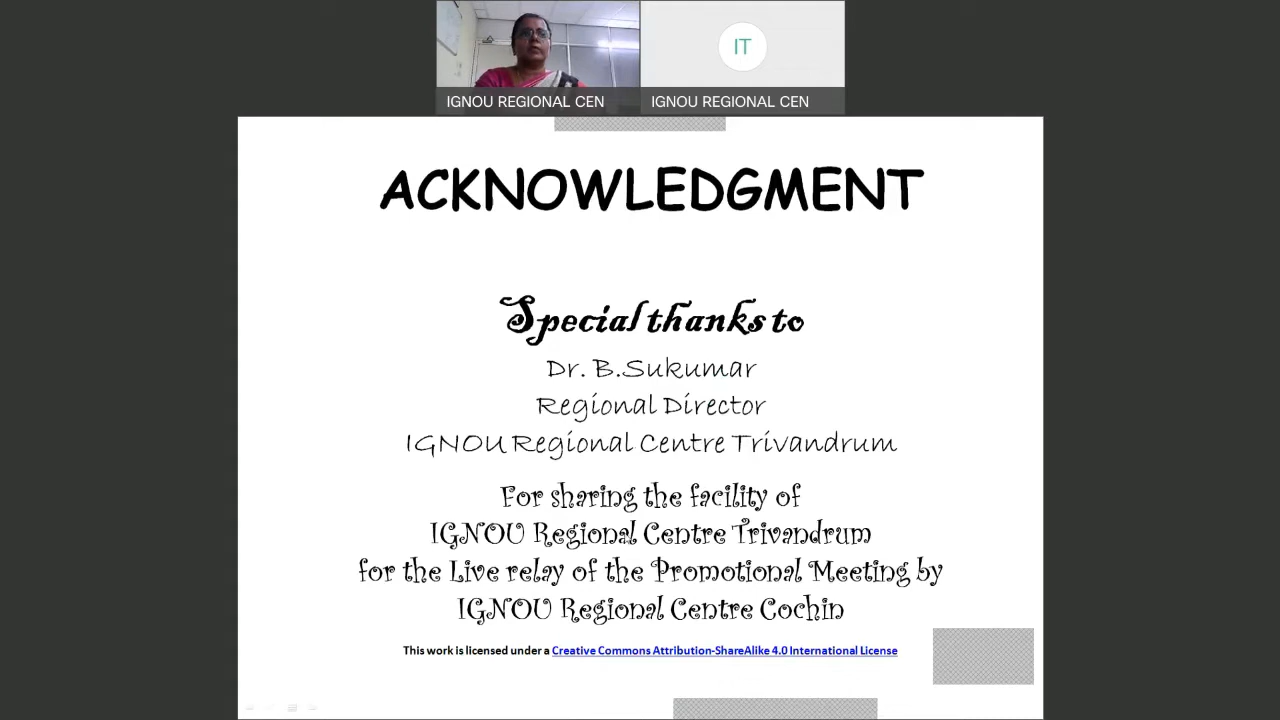 IT
IGNOU REGIONAL CEN
IGNOU REGIONAL CEN
ACKNOWLEDGMENT
Special thanks to
Dr. B.Sukumar
Regional Director
IGNOU Regional Centre Trivandrum
For sharing the facility of
IGNOU Regional Centre Trivandrum
for the Live relay of the Promotional Meeting by
IGNOU Regional Centre Cochin
This work is licensed under a Creative Commons Attribution-ShareAlike 4.0 International License